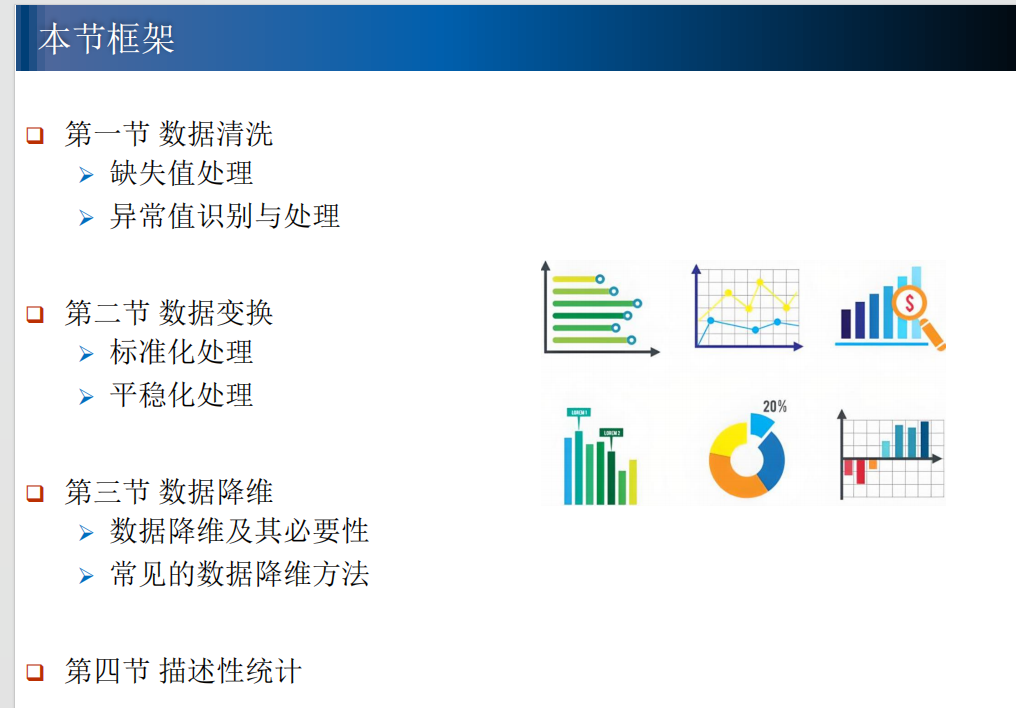 本节框架
第一节 数据清洗
缺失值处理
异常值识别与处理
第二节 数据变换
标准化处理
平稳化处理
第三节 数据降维
数据降维及其必要性
常见的数据降维方法
第四节 描述性统计
$
LOREM 1
LOREM 2
20%